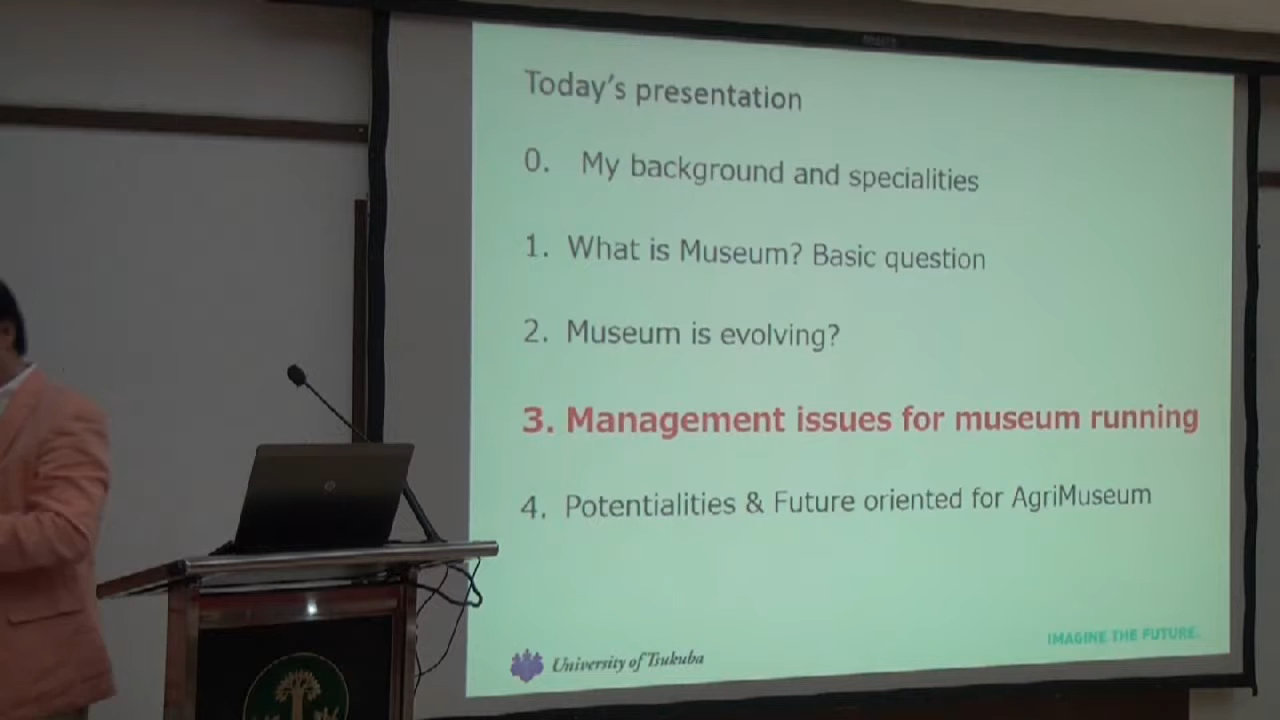 Today's presentation
0. My background and specialities
1. What is Museum? Basic question
2. Museum is evolving?
3. Management issues for museum running
4. Potentialities & Future oriented for AgriMuseum
IMAGINE THE FUTURE.
University of Tsukuba